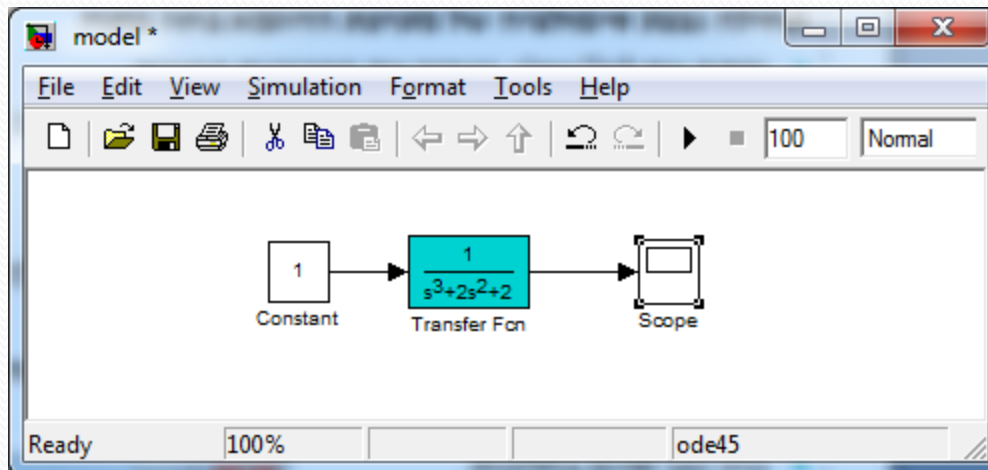 model *
File Edit View Simulation Format Tools Help
100 Normal
1
Constant
1
s³+2s²+2
Transfer Fcn
Scope
Ready 100% ode45